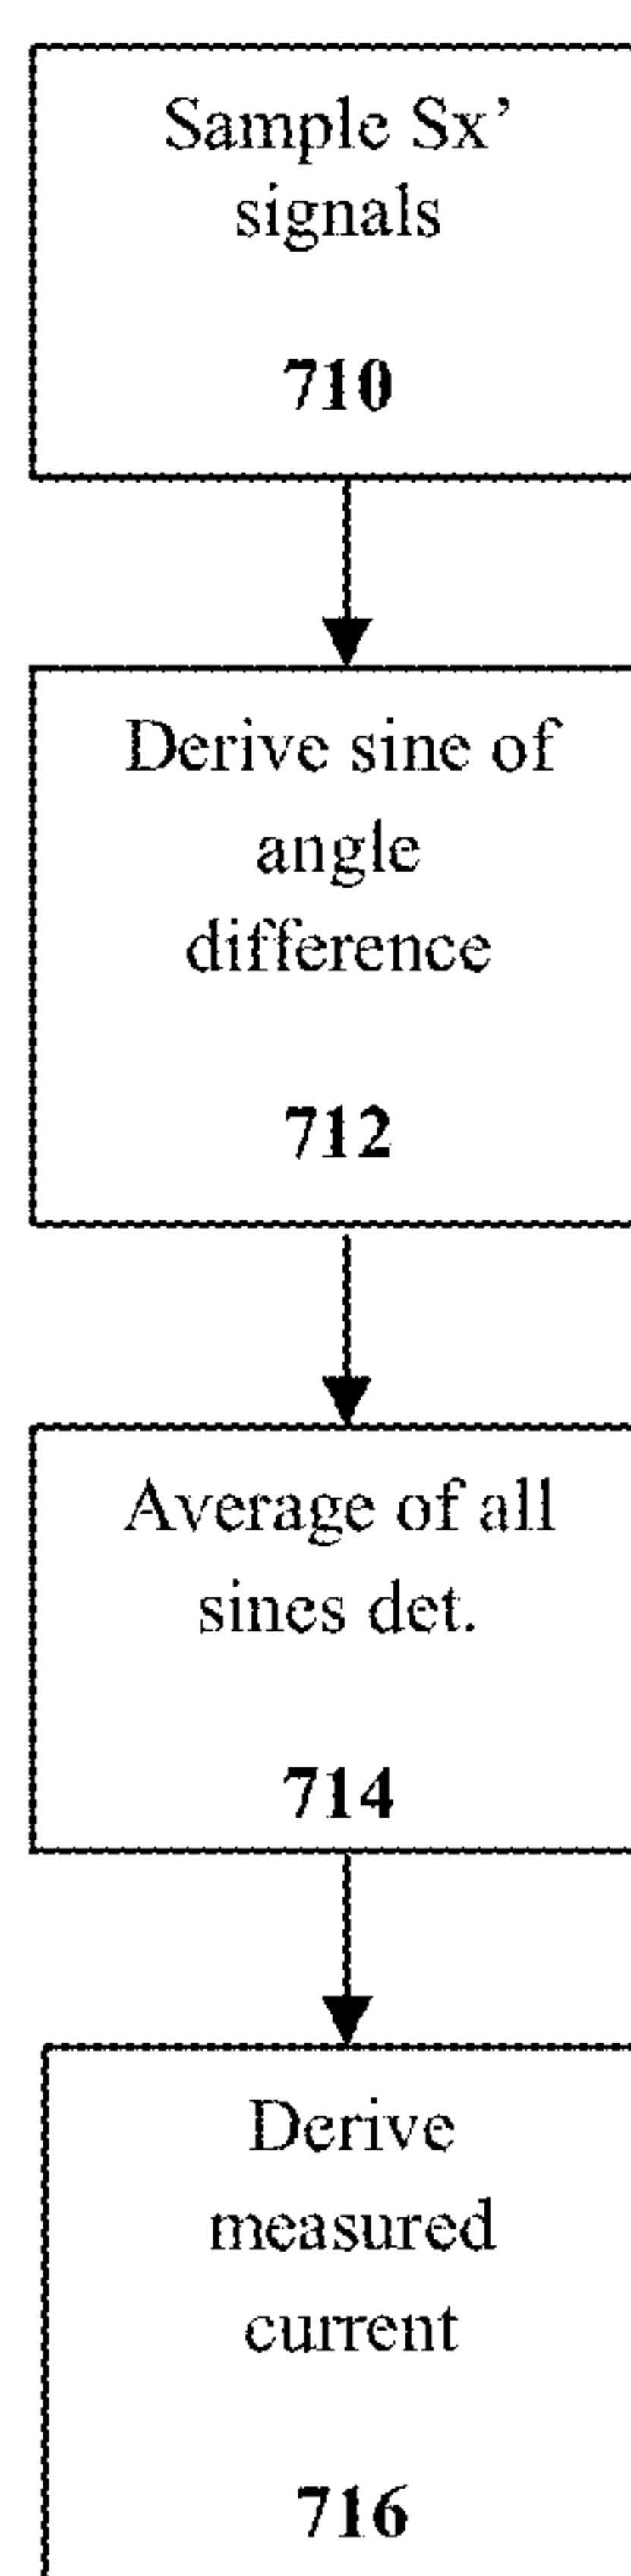 Sample Sx’
signals
710
Derive sine of
angle
difference
712
Average of all
sines det.
714
Derive
measured
current
716